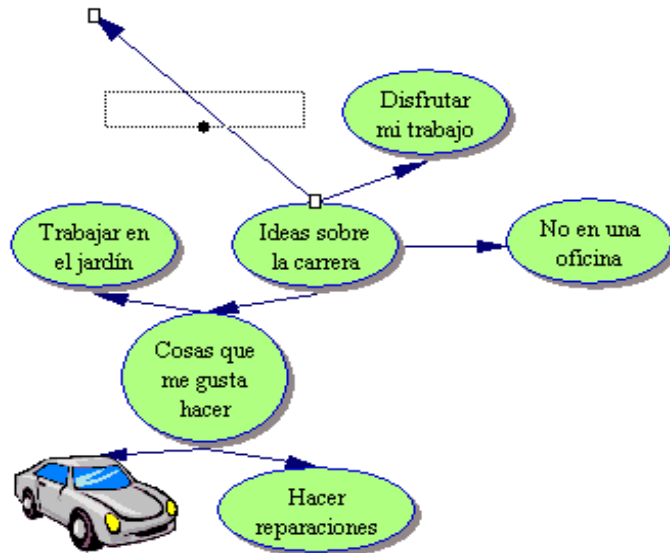 Disfrutar
mi trabajo
Trabajar en
el jardín
Ideas sobre
la carrera
No en una
oficina
Cosas que
me gusta
hacer
Hacer
reparaciones